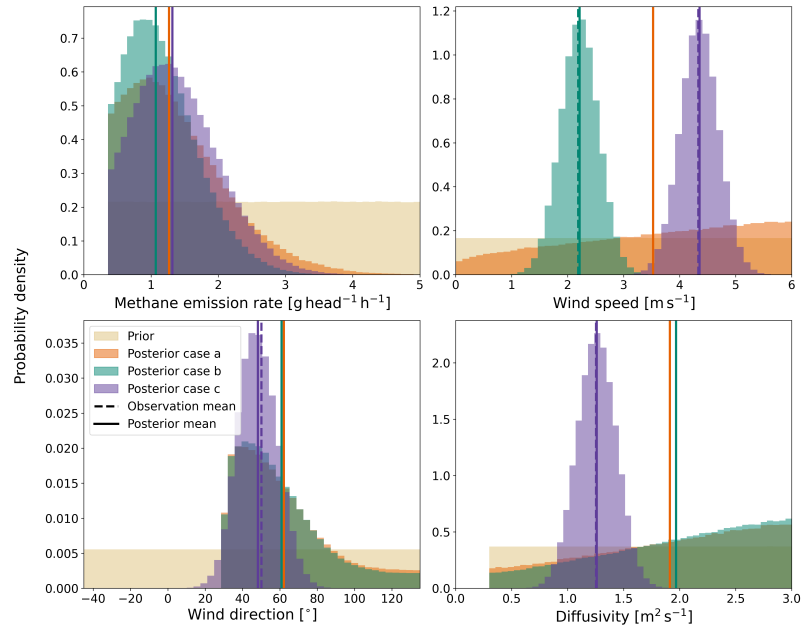 Probability density
0.7
0.6
0.5
0.4
0.3
0.2
0.1
0.0
0 1 2 3 4 5
Methane emission rate [g head⁻¹ h⁻¹]
1.2
1.0
0.8
0.6
0.4
0.2
0.0
0 1 2 3 4 5 6
Wind speed [m s⁻¹]
0.035
0.030
0.025
0.020
0.015
0.010
0.005
0.000
Prior
Posterior case a
Posterior case b
Posterior case c
Observation mean
Posterior mean
−40 −20 0 20 40 60 80 100 120
Wind direction [°]
2.0
1.5
1.0
0.5
0.0
0.0 0.5 1.0 1.5 2.0 2.5 3.0
Diffusivity [m² s⁻¹]